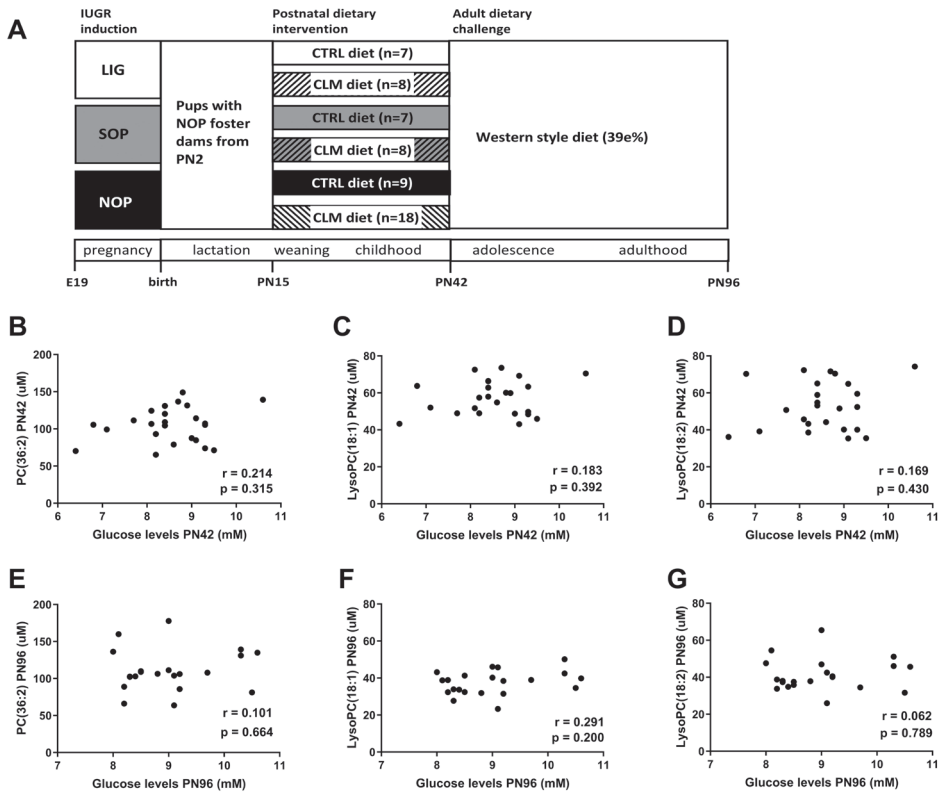 A
IUGR induction
Postnatal dietary intervention
Adult dietary challenge
LIG
SOP
NOP
Pups with
NOP foster
dams from
PN2
CTRL diet (n=7)
CLM diet (n=8)
CTRL diet (n=7)
CLM diet (n=8)
CTRL diet (n=9)
CLM diet (n=18)
Western style diet (39e%)
pregnancy lactation weaning childhood adolescence adulthood
E19 birth PN15 PN42 PN96
B
PC(36:2) PN42 (uM)
200
150
100
50
0
6 7 8 9 10 11
Glucose levels PN42 (mM)
r = 0.214
p = 0.315
C
LysoPC(18:1) PN42 (uM)
80
60
40
20
0
6 7 8 9 10 11
Glucose levels PN42 (mM)
r = 0.183
p = 0.392
D
LysoPC(18:2) PN42 (uM)
80
60
40
20
0
6 7 8 9 10 11
Glucose levels PN42 (mM)
r = 0.169
p = 0.430
E
PC(36:2) PN96 (uM)
200
150
100
50
0
7 8 9 10 11
Glucose levels PN96 (mM)
r = 0.101
p = 0.664
F
LysoPC(18:1) PN96 (uM)
80
60
40
20
0
7 8 9 10 11
Glucose levels PN96 (mM)
r = 0.291
p = 0.200
G
LysoPC(18:2) PN96 (uM)
80
60
40
20
0
7 8 9 10 11
Glucose levels PN96 (mM)
r = 0.062
p = 0.789